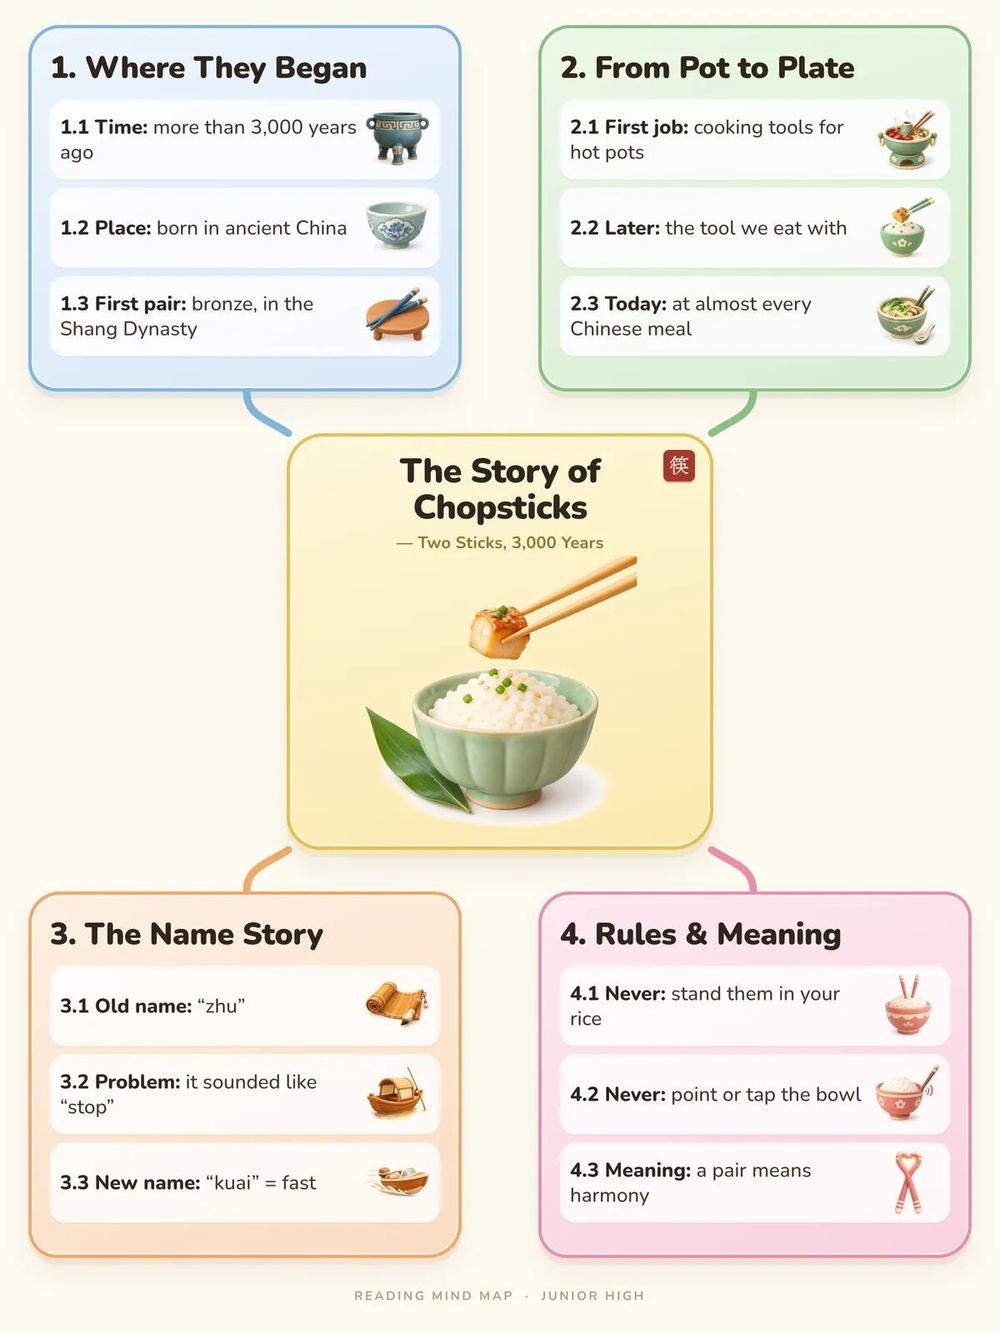 1. Where They Began
1.1 Time: more than 3,000 years
ago
1.2 Place: born in ancient China
1.3 First pair: bronze, in the
Shang Dynasty
2. From Pot to Plate
2.1 First job: cooking tools for
hot pots
2.2 Later: the tool we eat with
2.3 Today: at almost every
Chinese meal
The Story of
Chopsticks
筷
— Two Sticks, 3,000 Years
3. The Name Story
3.1 Old name: “zhu”
3.2 Problem: it sounded like
“stop”
3.3 New name: “kuai” = fast
4. Rules & Meaning
4.1 Never: stand them in your
rice
4.2 Never: point or tap the bowl
4.3 Meaning: a pair means
harmony
READING MIND MAP · JUNIOR HIGH